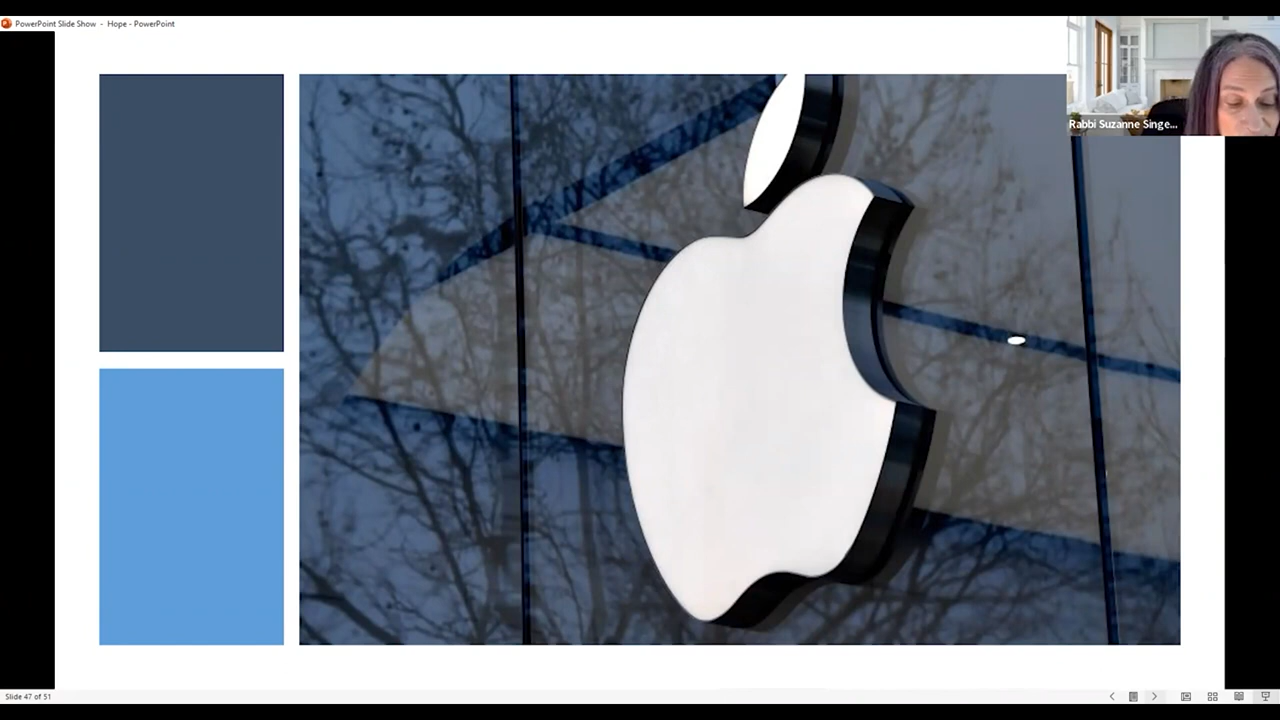 PowerPoint Slide Show - Hope - PowerPoint
Rabbi Suzanne Singe...
Slide 47 of 51